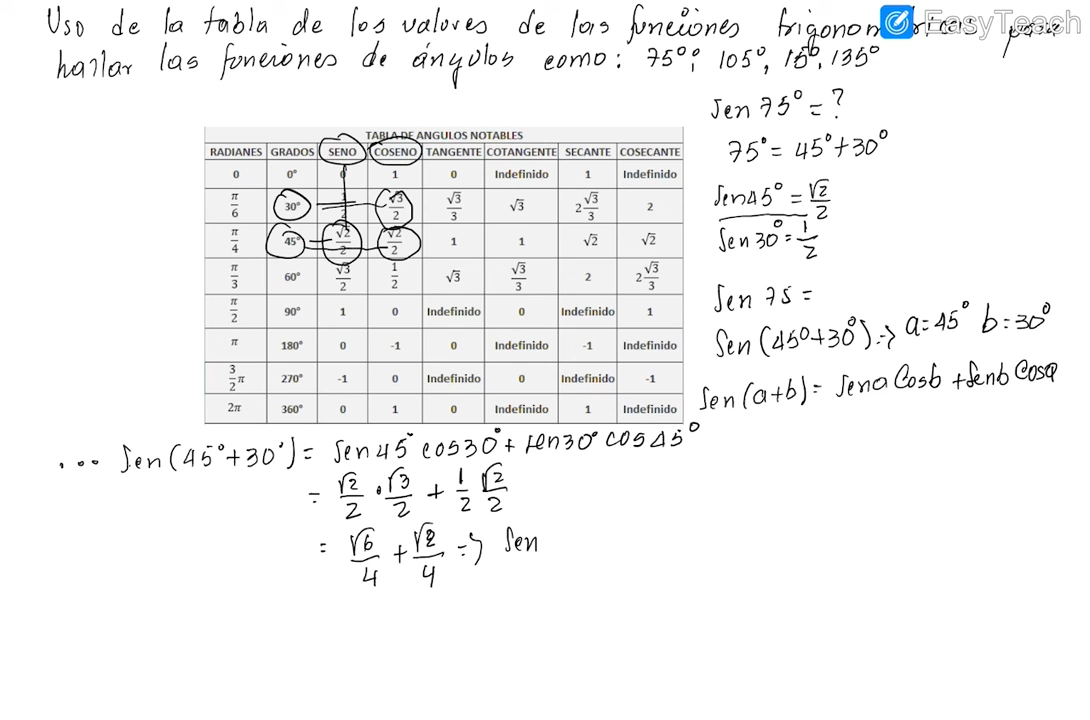 Uso de la tabla de los valores de las funciones trigonométricas para
EasyTeach
hallar las funciones de ángulos como: 75°; 105°, 15°, 135°
Sen 75° = ?
75° = 45° + 30°
Sen 45° = √2/2
Sen 30° = 1/2
Sen 75 =
Sen (45° + 30°) => a = 45° b = 30°
Sen (a+b) = Sen a Cos b + Sen b Cos a
TABLA DE ANGULOS NOTABLES
RADIANES GRADOS SENO COSENO TANGENTE COTANGENTE SECANTE COSECANTE
0 0° 0 1 0 Indefinido 1 Indefinido
π/6 30° 1/2 √3/2 √3/3 √3 2√3/3 2
π/4 45° √2/2 √2/2 1 1 √2 √2
π/3 60° √3/2 1/2 √3 √3/3 2 2√3/3
π/2 90° 1 0 Indefinido 0 Indefinido 1
π 180° 0 -1 0 Indefinido -1 Indefinido
3/2π 270° -1 0 Indefinido 0 Indefinido -1
2π 360° 0 1 0 Indefinido 1 Indefinido
... Sen (45° + 30°) = Sen 45° cos 30° + sen 30° cos 45°
= √2/2 · √3/2 + 1/2 √2/2
= √6/4 + √2/4 => Sen